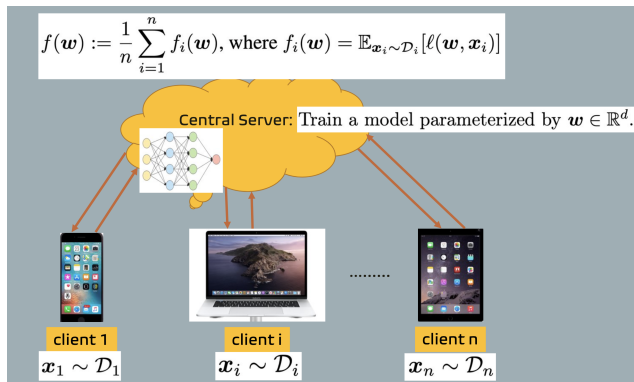 f(w) := 1/n ∑_{i=1}^{n} f_i(w), where f_i(w) = 𝔼_{x_i∼𝒟_i}[ℓ(w, x_i)]
Central Server: Train a model parameterized by w ∈ ℝ^d.
.........
client 1
client i
client n
x_1 ∼ 𝒟_1
x_i ∼ 𝒟_i
x_n ∼ 𝒟_n